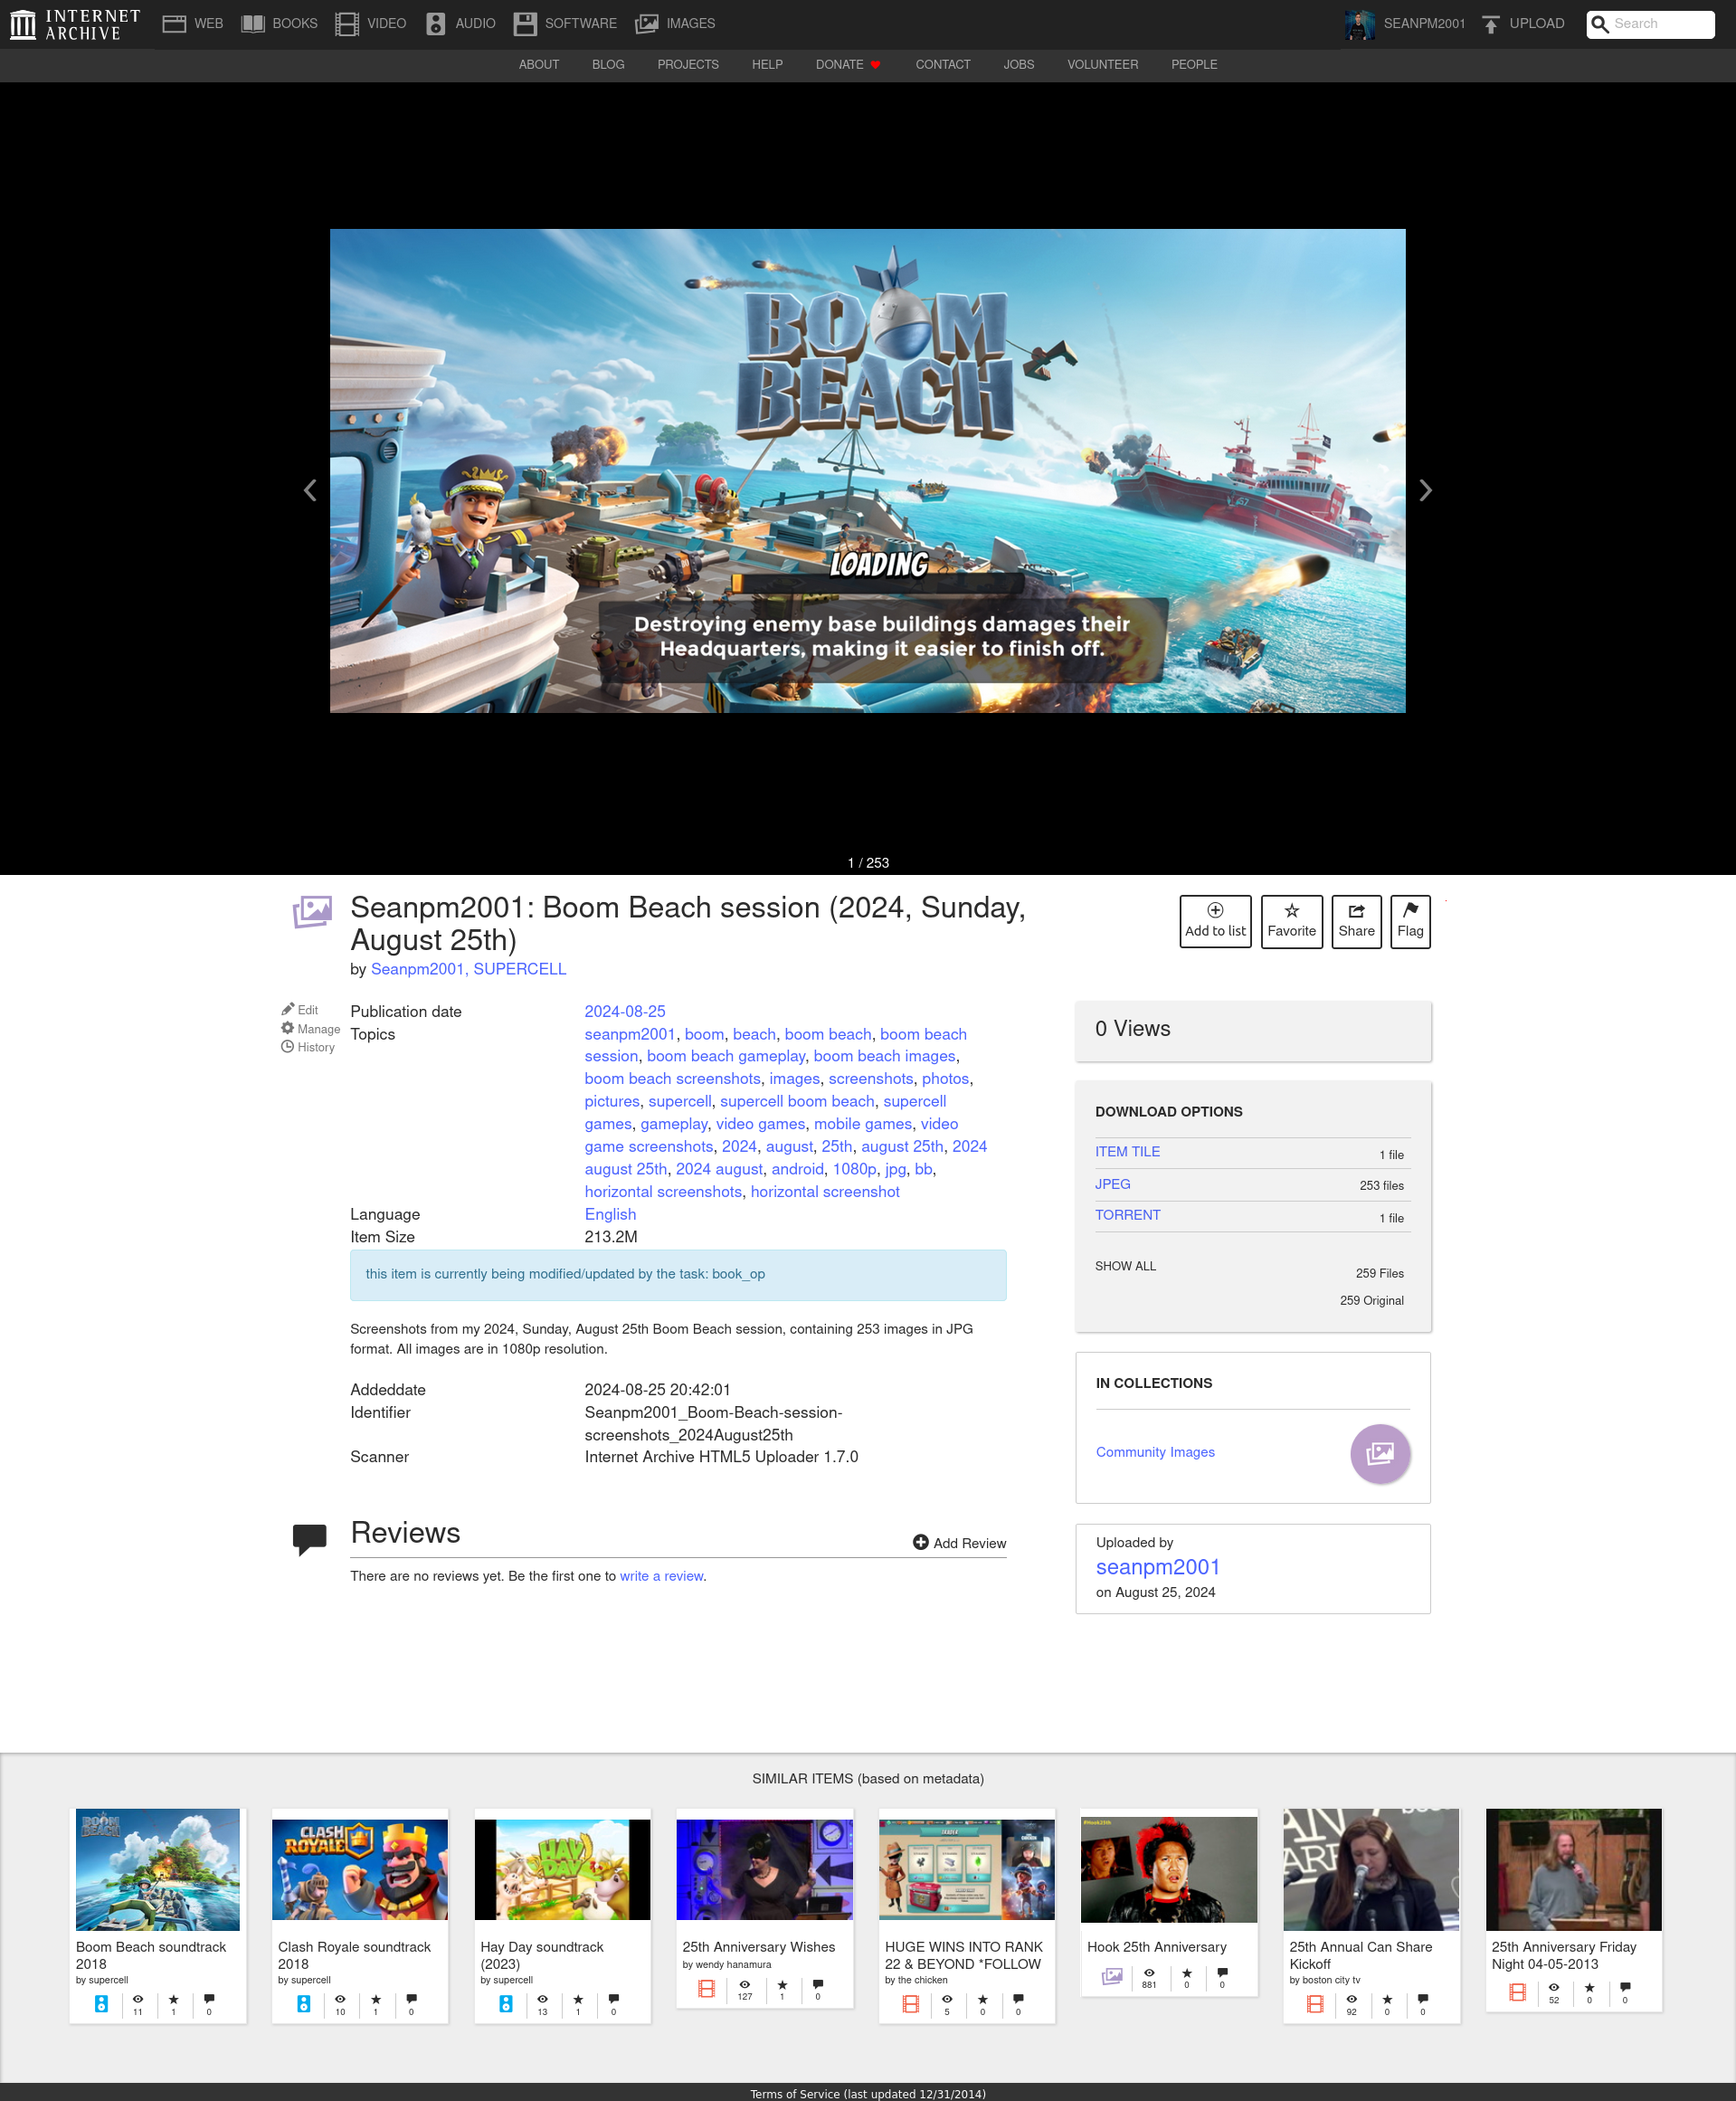 INTERNET ARCHIVE
WEB BOOKS VIDEO AUDIO SOFTWARE IMAGES
SEANPM2001 UPLOAD Search
ABOUT BLOG PROJECTS HELP DONATE CONTACT JOBS VOLUNTEER PEOPLE
BOOM
BEACH
LOADING
Destroying enemy base buildings damages their
Headquarters, making it easier to finish off.
1 / 253
Seanpm2001: Boom Beach session (2024, Sunday,
August 25th)
by Seanpm2001, SUPERCELL
Add to list Favorite Share Flag
Edit
Manage
History
Publication date 2024-08-25
Topics seanpm2001, boom, beach, boom beach, boom beach
session, boom beach gameplay, boom beach images,
boom beach screenshots, images, screenshots, photos,
pictures, supercell, supercell boom beach, supercell
games, gameplay, video games, mobile games, video
game screenshots, 2024, august, 25th, august 25th, 2024
august 25th, 2024 august, android, 1080p, jpg, bb,
horizontal screenshots, horizontal screenshot
Language English
Item Size 213.2M
this item is currently being modified/updated by the task: book_op
Screenshots from my 2024, Sunday, August 25th Boom Beach session, containing 253 images in JPG
format. All images are in 1080p resolution.
Addeddate 2024-08-25 20:42:01
Identifier Seanpm2001_Boom-Beach-session-
screenshots_2024August25th
Scanner Internet Archive HTML5 Uploader 1.7.0
Reviews
Add Review
There are no reviews yet. Be the first one to write a review.
0 Views
DOWNLOAD OPTIONS
ITEM TILE 1 file
JPEG 253 files
TORRENT 1 file
SHOW ALL 259 Files
259 Original
IN COLLECTIONS
Community Images
Uploaded by
seanpm2001
on August 25, 2024
SIMILAR ITEMS (based on metadata)
BOOM
BEACH
Boom Beach soundtrack
2018
by supercell
11 1 0
CLASH
ROYALE
Clash Royale soundtrack
2018
by supercell
10 1 0
HAY
DAY
Hay Day soundtrack
(2023)
by supercell
13 1 0
25th Anniversary Wishes
by wendy hanamura
127 1 0
HUGE WINS INTO RANK
22 & BEYOND *FOLLOW
by the chicken
5 0 0
Hook 25th Anniversary
881 0 0
25th Annual Can Share
Kickoff
by boston city tv
92 0 0
25th Anniversary Friday
Night 04-05-2013
52 0 0
Terms of Service (last updated 12/31/2014)